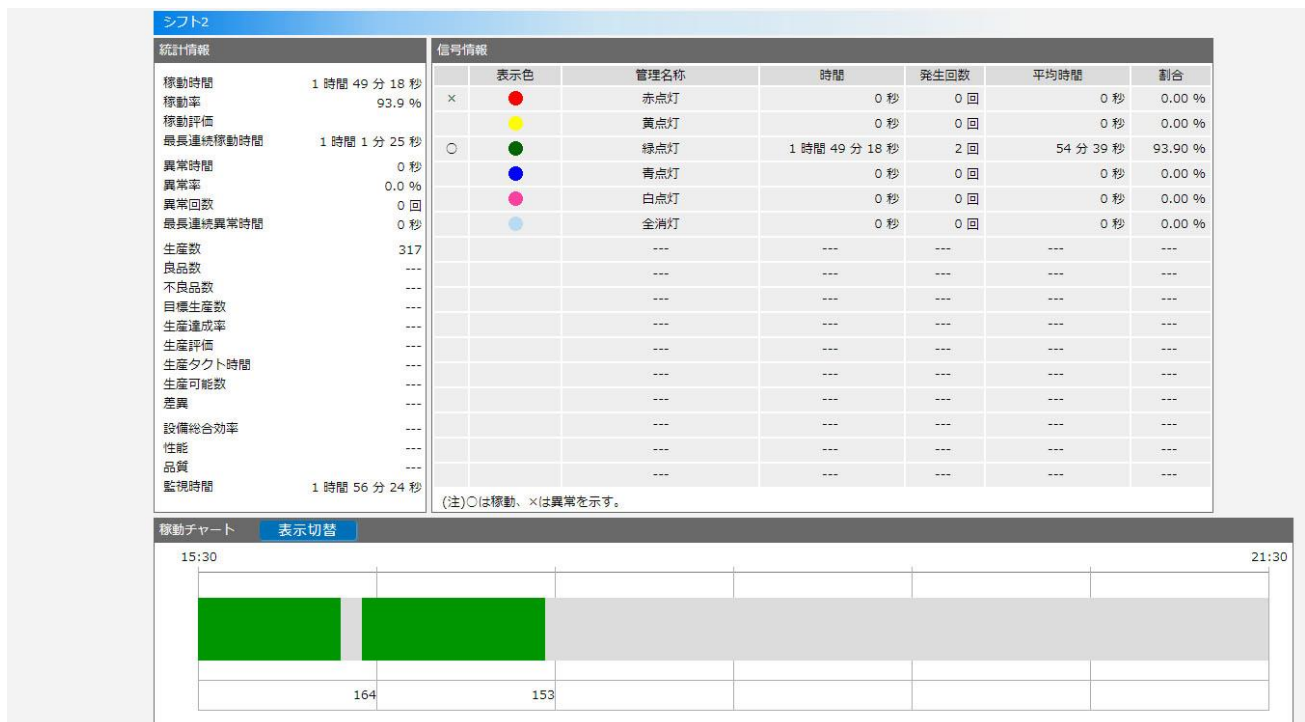 シフト2
統計情報
稼動時間 1 時間 49 分 18 秒
稼動率 93.9 %
稼動評価
最長連続稼動時間 1 時間 1 分 25 秒
異常時間 0 秒
異常率 0.0 %
異常回数 0 回
最長連続異常時間 0 秒
生産数 317
良品数 ---
不良品数 ---
目標生産数 ---
生産達成率 ---
生産評価 ---
生産タクト時間 ---
生産可能数 ---
差異 ---
設備総合効率 ---
性能 ---
品質 ---
監視時間 1 時間 56 分 24 秒
信号情報
表示色 管理名称 時間 発生回数 平均時間 割合
× 赤点灯 0 秒 0 回 0 秒 0.00 %
黄点灯 0 秒 0 回 0 秒 0.00 %
○ 緑点灯 1 時間 49 分 18 秒 2 回 54 分 39 秒 93.90 %
青点灯 0 秒 0 回 0 秒 0.00 %
白点灯 0 秒 0 回 0 秒 0.00 %
全消灯 0 秒 0 回 0 秒 0.00 %
--- --- --- --- ---
--- --- --- --- ---
--- --- --- --- ---
--- --- --- --- ---
--- --- --- --- ---
--- --- --- --- ---
--- --- --- --- ---
--- --- --- --- ---
--- --- --- --- ---
--- --- --- --- ---
(注)○は稼動、×は異常を示す。
稼動チャート 表示切替
15:30 21:30
164 153